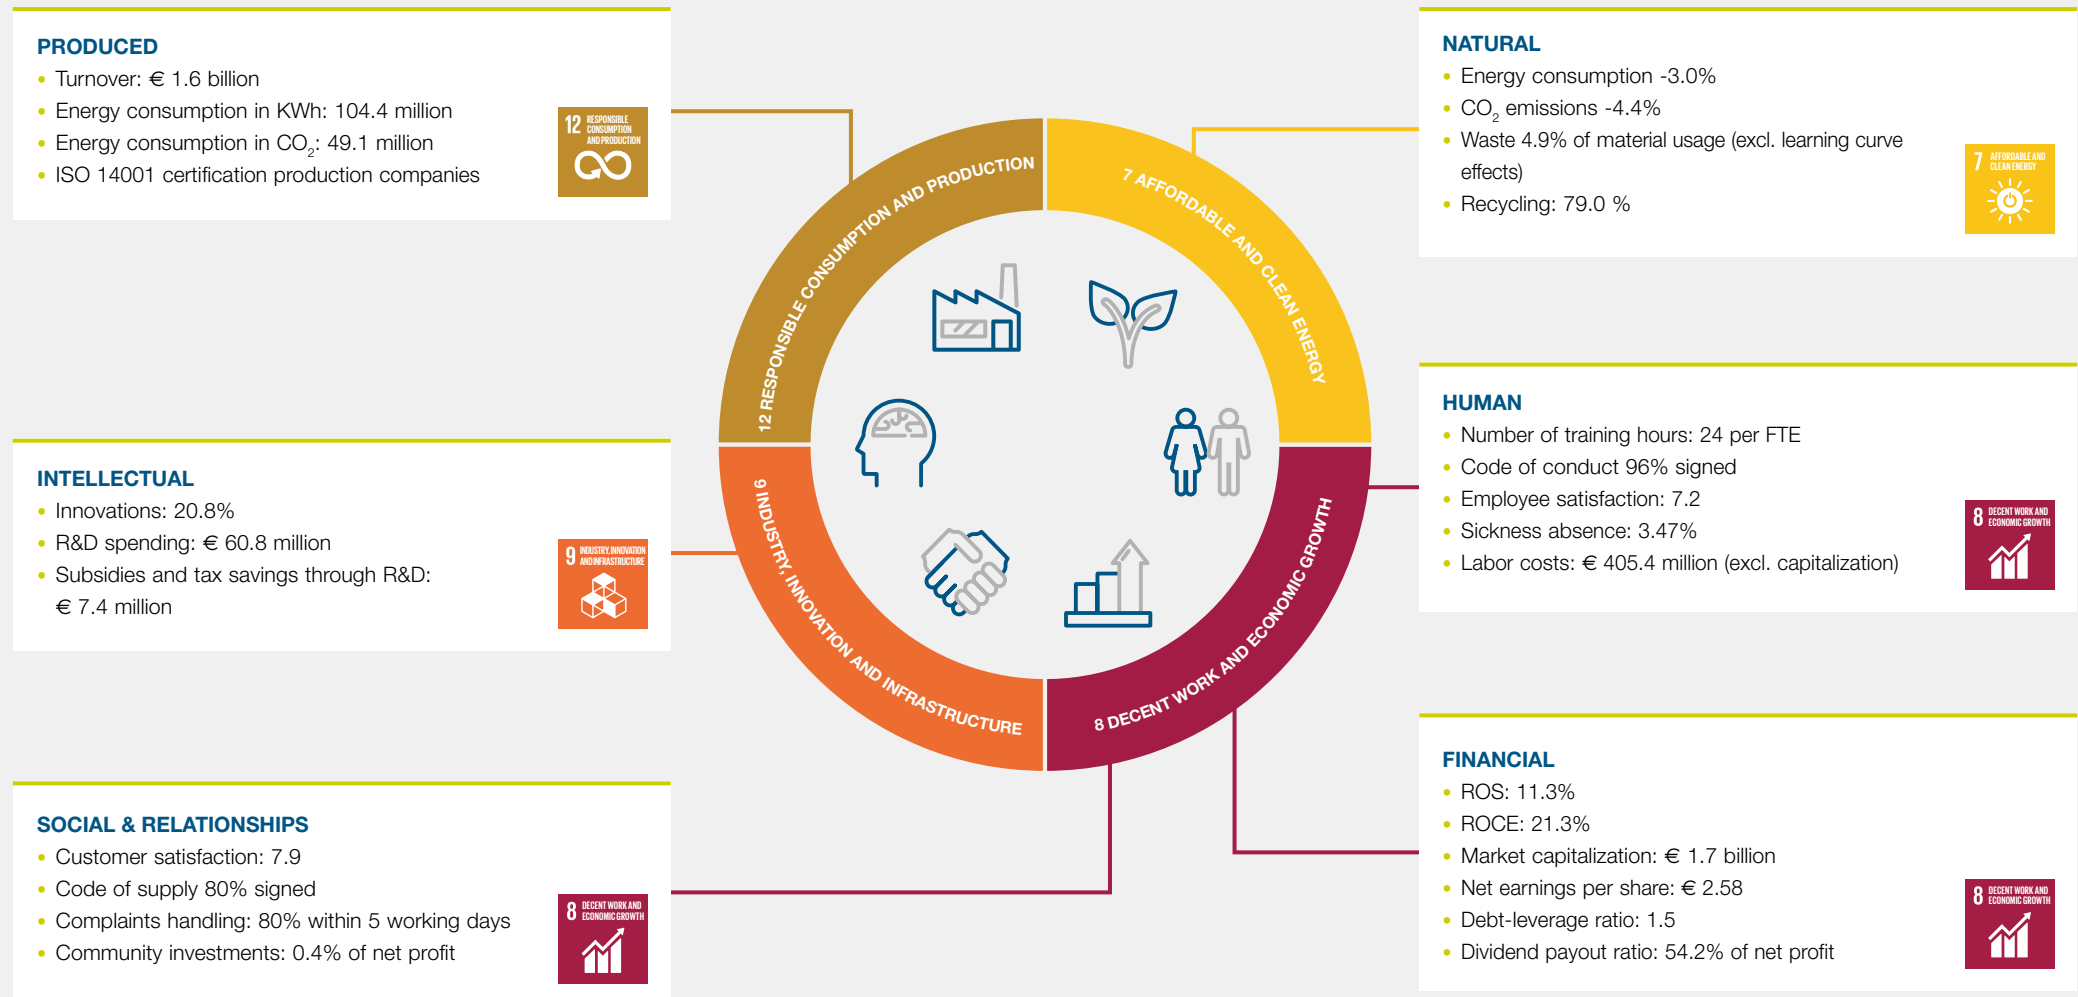 PRODUCED
• Turnover: € 1.6 billion
• Energy consumption in KWh: 104.4 million
• Energy consumption in CO₂: 49.1 million
• ISO 14001 certification production companies
12 RESPONSIBLE
CONSUMPTION
AND PRODUCTION
INTELLECTUAL
• Innovations: 20.8%
• R&D spending: € 60.8 million
• Subsidies and tax savings through R&D:
€ 7.4 million
9 INDUSTRY, INNOVATION
AND INFRASTRUCTURE
SOCIAL & RELATIONSHIPS
• Customer satisfaction: 7.9
• Code of supply 80% signed
• Complaints handling: 80% within 5 working days
• Community investments: 0.4% of net profit
8 DECENT WORK AND
ECONOMIC GROWTH
12 RESPONSIBLE CONSUMPTION AND PRODUCTION
7 AFFORDABLE AND CLEAN ENERGY
9 INDUSTRY, INNOVATION AND INFRASTRUCTURE
8 DECENT WORK AND ECONOMIC GROWTH
NATURAL
• Energy consumption -3.0%
• CO₂ emissions -4.4%
• Waste 4.9% of material usage (excl. learning curve
effects)
• Recycling: 79.0 %
7 AFFORDABLE AND
CLEAN ENERGY
HUMAN
• Number of training hours: 24 per FTE
• Code of conduct 96% signed
• Employee satisfaction: 7.2
• Sickness absence: 3.47%
• Labor costs: € 405.4 million (excl. capitalization)
8 DECENT WORK AND
ECONOMIC GROWTH
FINANCIAL
• ROS: 11.3%
• ROCE: 21.3%
• Market capitalization: € 1.7 billion
• Net earnings per share: € 2.58
• Debt-leverage ratio: 1.5
• Dividend payout ratio: 54.2% of net profit
8 DECENT WORK AND
ECONOMIC GROWTH